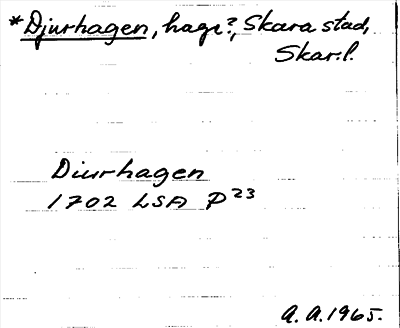 *Djurhagen, hage?, Skara stad,
Skar.l.
Diurhagen
1702 LSA P23
A.A.1965.